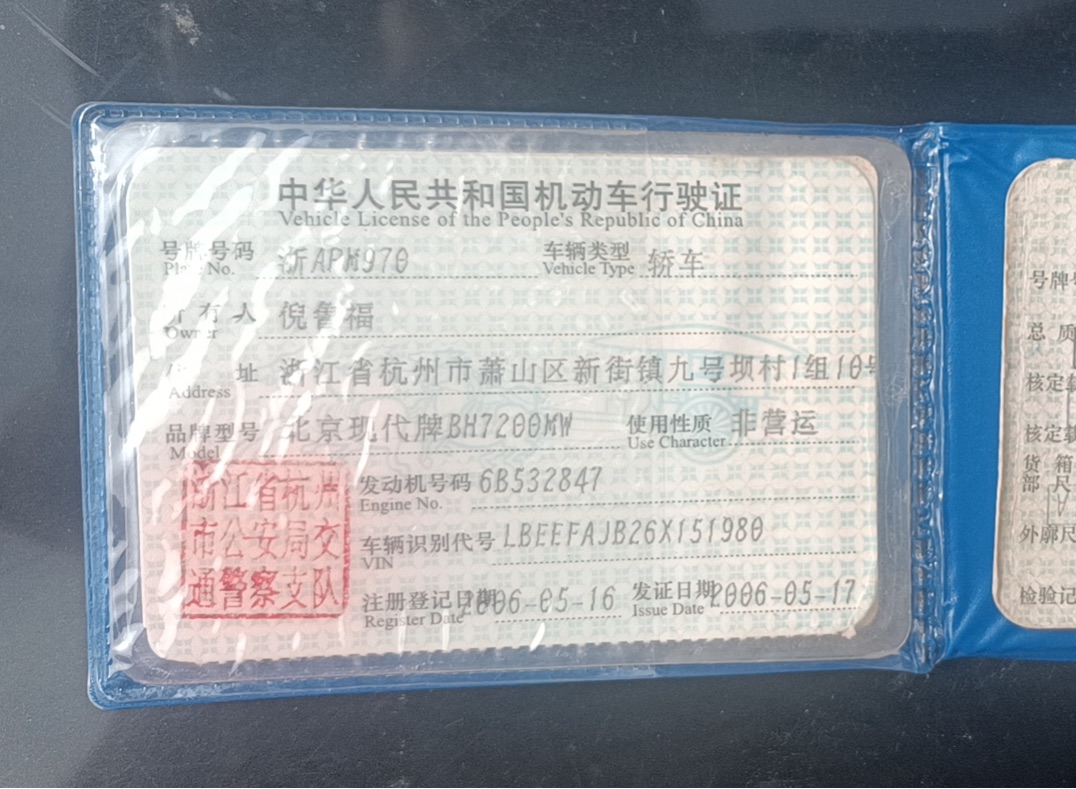 中华人民共和国机动车行驶证
Vehicle License of the People's Republic of China
号牌号码 浙APM970 车辆类型 轿车
Plate No. Vehicle Type
所有人 倪鲁福
Owner
住 址 浙江省杭州市萧山区新街镇九号坝村1组10号
Address
品牌型号 北京现代牌BH7200MW 使用性质 非营运
Model Use Character
浙江省杭州
市公安局交
通警察支队
发动机号码 6B532847
Engine No.
车辆识别代号 LBEEFAJB26X151980
VIN
注册登记日期 2006-05-16 发证日期 2006-05-17
Register Date Issue Date
号牌号
总 质
核定载
核定载
货 箱
部 尺
外廓尺
检验记